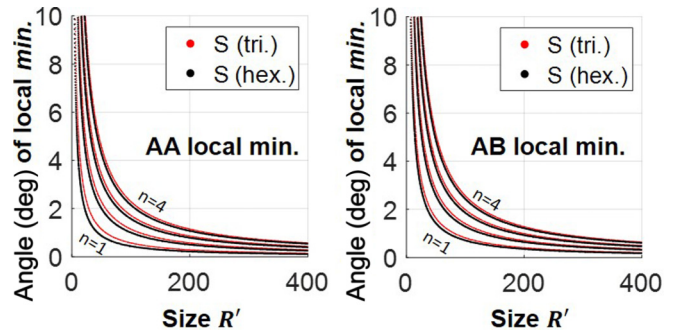 Angle (deg) of local min.
10
8
6
4
2
0
S (tri.)
S (hex.)
AA local min.
n=4
n=1
0
200
400
Size R′
Angle (deg) of local min.
10
8
6
4
2
0
S (tri.)
S (hex.)
AB local min.
n=4
n=1
0
200
400
Size R′